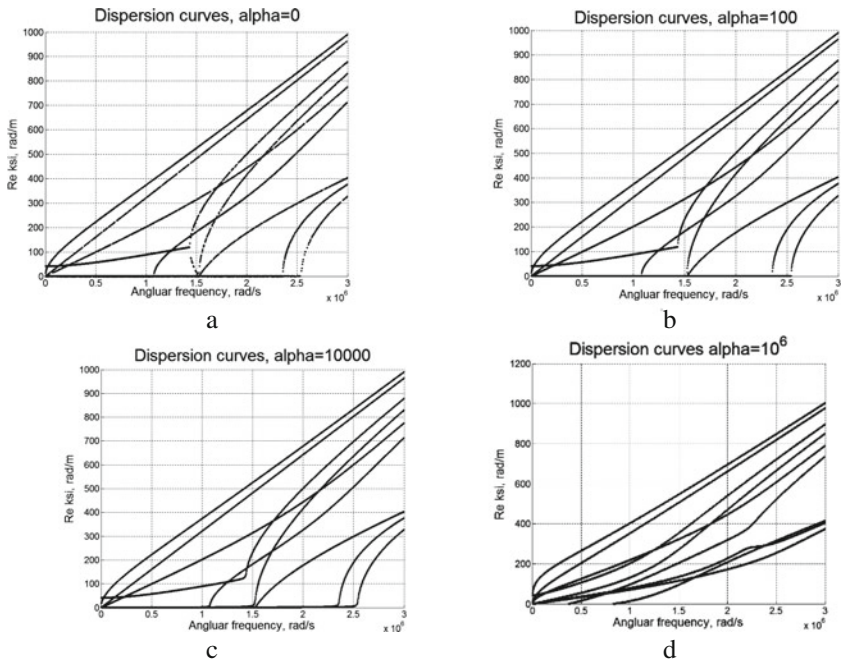 Dispersion curves, alpha=0
1000
900
800
700
600
500
400
300
200
100
0
Re ksi, rad/m
0 0.5 1 1.5 2 2.5 3
x 10^6
Angluar frequency, rad/s
a
Dispersion curves, alpha=100
1000
900
800
700
600
500
400
300
200
100
0
Re ksi, rad/m
0 0.5 1 1.5 2 2.5 3
x 10^6
Angluar frequency, rad/s
b
Dispersion curves, alpha=10000
1000
900
800
700
600
500
400
300
200
100
0
Re ksi, rad/m
0 0.5 1 1.5 2 2.5 3
x 10^6
Angluar frequency, rad/s
c
Dispersion curves alpha=10^6
1200
1000
800
600
400
200
0
Re ksi, rad/m
0 0.5 1 1.5 2 2.5 3
x 10^6
Angluar frequency, rad/s
d